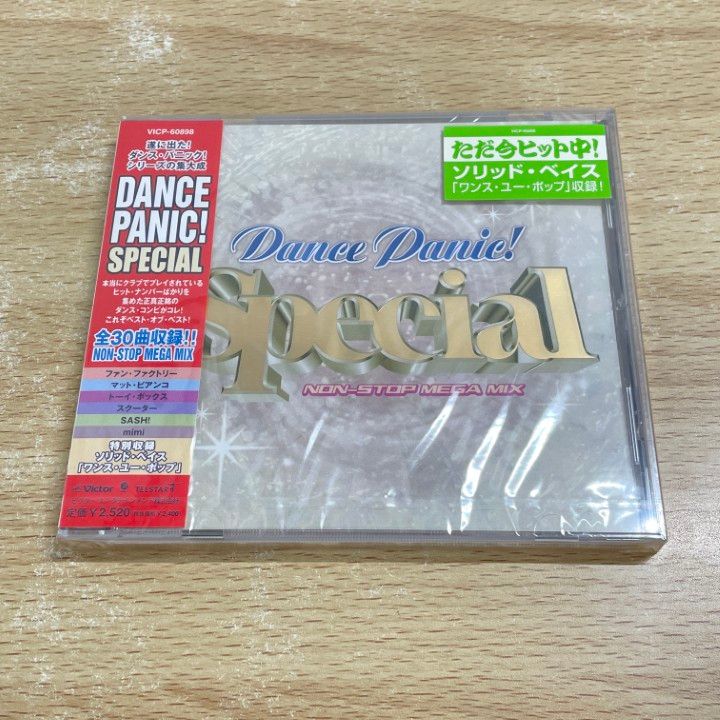 VICP-60898
遂に出た!
ダンス・パニック!
シリーズの集大成
DANCE
PANIC!
SPECIAL
本当にクラブでプレイされている
ヒット・ナンバーばかりを
集めた正真正銘の
ダンス・コンピがコレ!
これぞベスト・オブ・ベスト!
全30曲収録!!
NON-STOP MEGA MIX
ファン・ファクトリー
マット・ビアンコ
トーイ・ボックス
スクーター
SASH!
mimi
特別収録
ソリッド・ベイス
「ワンス・ユー・ポップ」
Victor
TELSTAR
定価¥2,520
VICP-60898
ただ今ヒット中!
ソリッド・ベイス
「ワンス・ユー・ポップ」収録!
Dance Panic!
Special
NON-STOP MEGA MIX